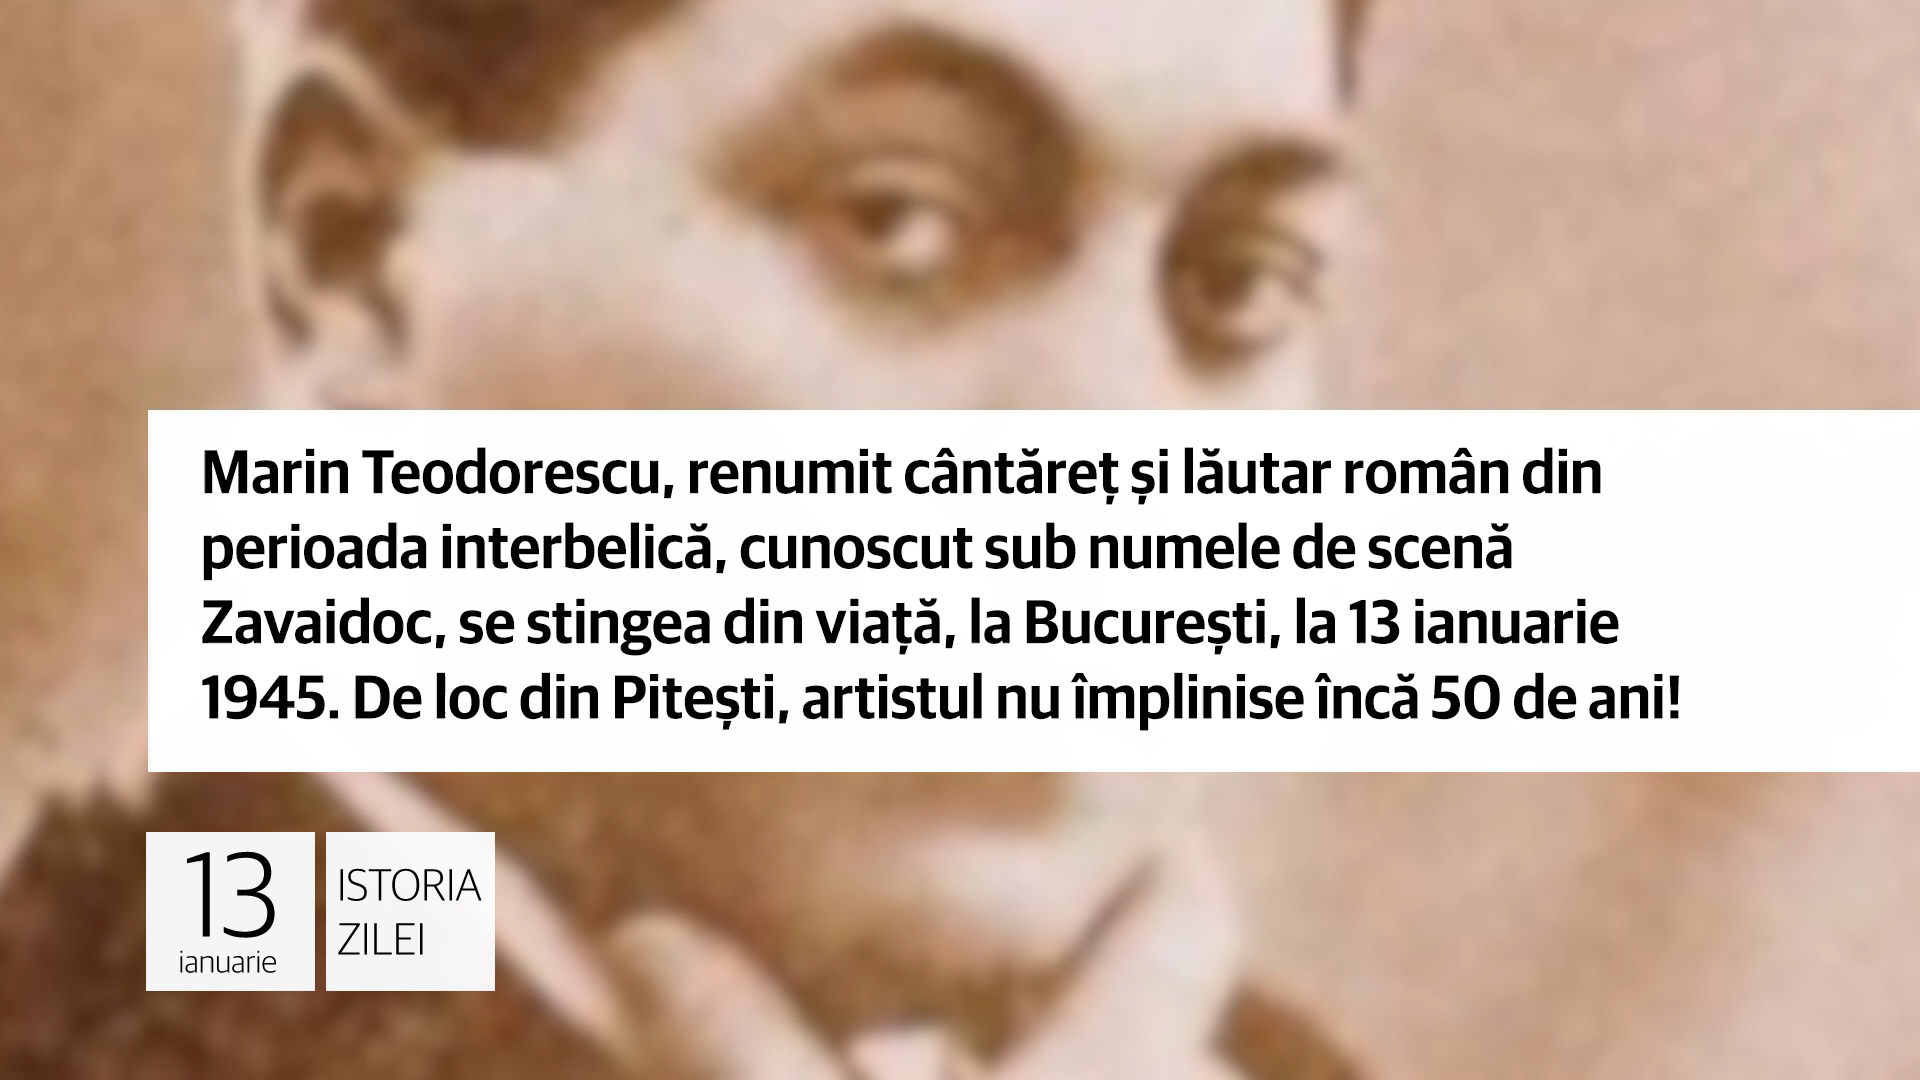 Marin Teodorescu, renumit cântăreț și lăutar român din
perioada interbelică, cunoscut sub numele de scenă
Zavaidoc, se stingea din viață, la București, la 13 ianuarie
1945. De loc din Pitești, artistul nu împlinise încă 50 de ani!
13
ianuarie
ISTORIA
ZILEI